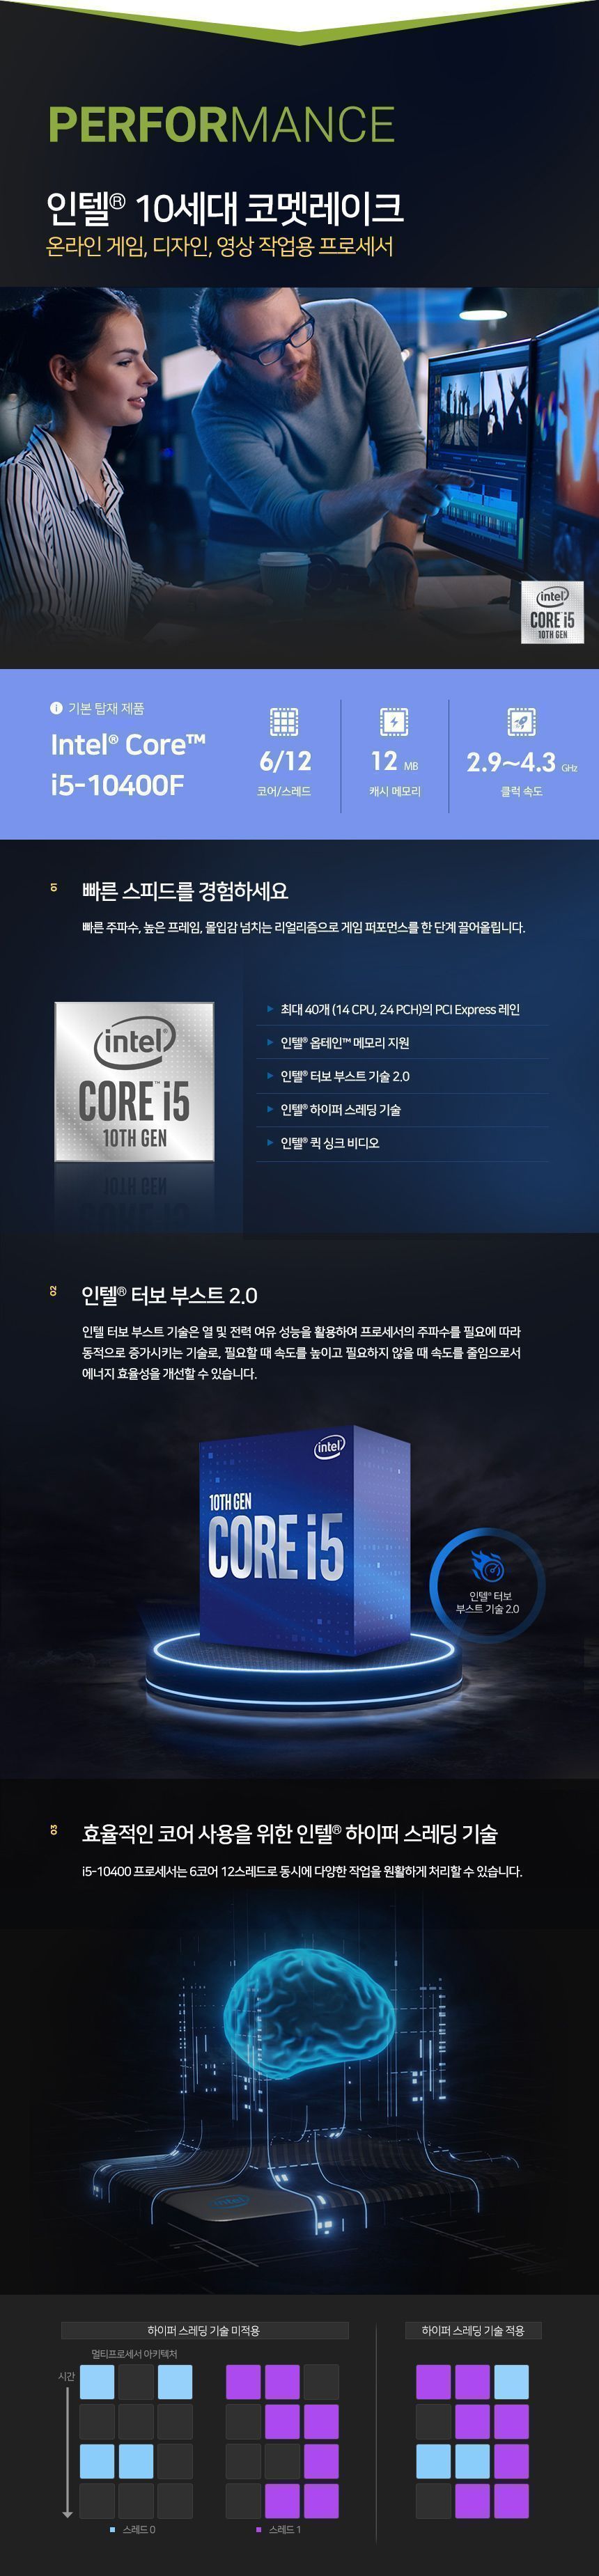 PERFORMANCE
인텔® 10세대 코멧레이크
온라인 게임, 디자인, 영상 작업용 프로세서
intel
CORE i5
10TH GEN
기본 탑재 제품
Intel® Core™
i5-10400F
6/12
코어/스레드
12 MB
캐시 메모리
2.9~4.3 GHz
클럭 속도
01
빠른 스피드를 경험하세요
빠른 주파수, 높은 프레임, 몰입감 넘치는 리얼리즘으로 게임 퍼포먼스를 한 단계 끌어올립니다.
intel®
CORE™ i5
10TH GEN
최대 40개 (14 CPU, 24 PCH)의 PCI Express 레인
인텔® 옵테인™ 메모리 지원
인텔® 터보 부스트 기술 2.0
인텔® 하이퍼 스레딩 기술
인텔® 퀵 싱크 비디오
02
인텔® 터보 부스트 2.0
인텔 터보 부스트 기술은 열 및 전력 여유 성능을 활용하여 프로세서의 주파수를 필요에 따라
동적으로 증가시키는 기술로, 필요할 때 속도를 높이고 필요하지 않을 때 속도를 줄임으로서
에너지 효율성을 개선할 수 있습니다.
intel
10TH GEN
CORE i5
인텔® 터보
부스트 기술 2.0
03
효율적인 코어 사용을 위한 인텔® 하이퍼 스레딩 기술
i5-10400 프로세서는 6코어 12스레드로 동시에 다양한 작업을 원활하게 처리할 수 있습니다.
intel
하이퍼 스레딩 기술 미적용
하이퍼 스레딩 기술 적용
멀티프로세서 아키텍처
시간
스레드 0
스레드 1